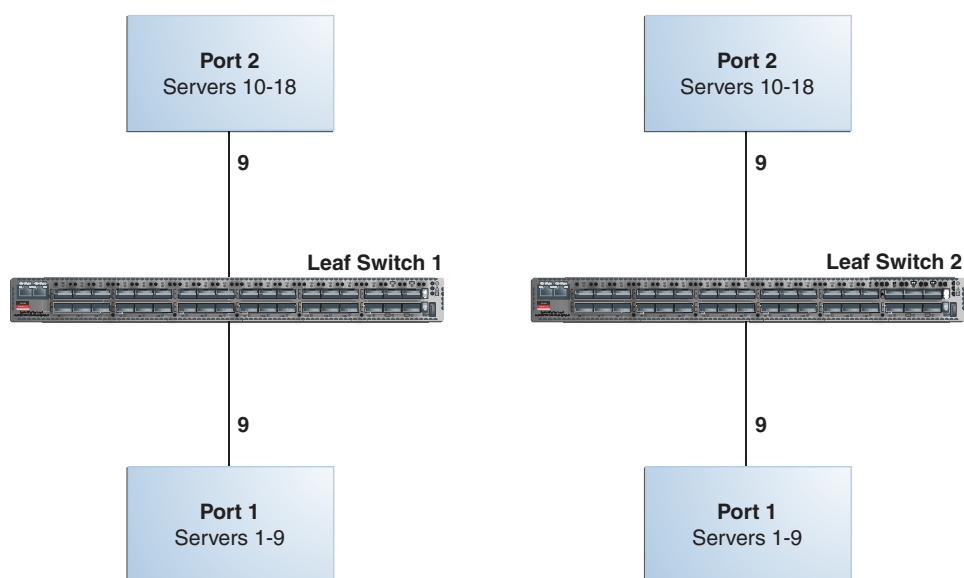 Port 2
Servers 10-18
Port 2
Servers 10-18
9
9
Leaf Switch 1
Leaf Switch 2
9
9
Port 1
Servers 1-9
Port 1
Servers 1-9